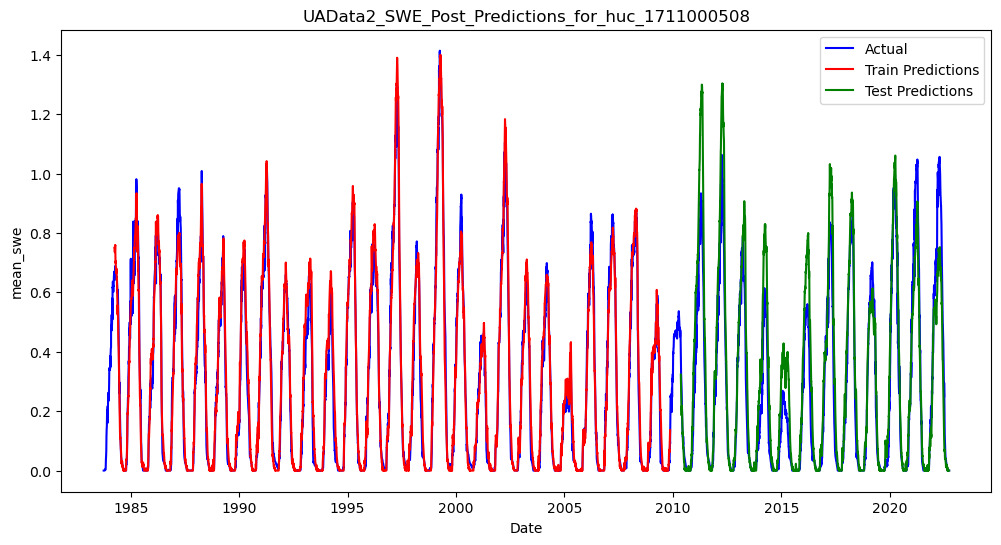 UAData2_SWE_Post_Predictions_for_huc_1711000508
Actual
Train Predictions
Test Predictions
mean_swe
1.4
1.2
1.0
0.8
0.6
0.4
0.2
0.0
1985 1990 1995 2000 2005 2010 2015 2020
Date